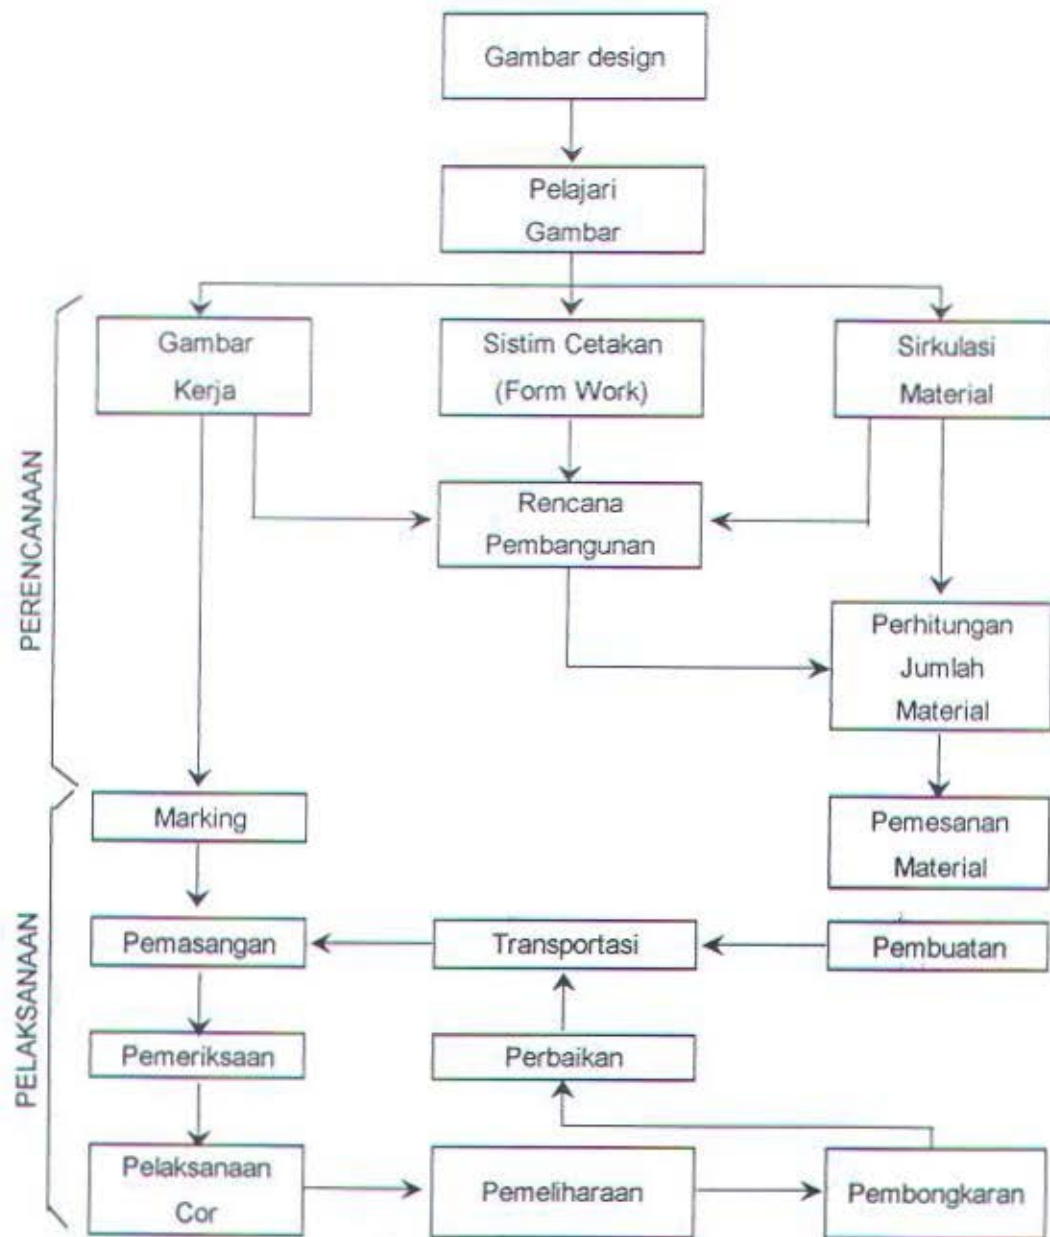 Gambar design
Pelajari
Gambar
Gambar
Kerja
Sistim Cetakan
(Form Work)
Sirkulasi
Material
PERENCANAAN
Rencana
Pembangunan
Perhitungan
Jumlah
Material
Marking
Pemesanan
Material
PELAKSANAAN
Pemasangan
Transportasi
Pembuatan
Pemeriksaan
Perbaikan
Pelaksanaan
Cor
Pemeliharaan
Pembongkaran